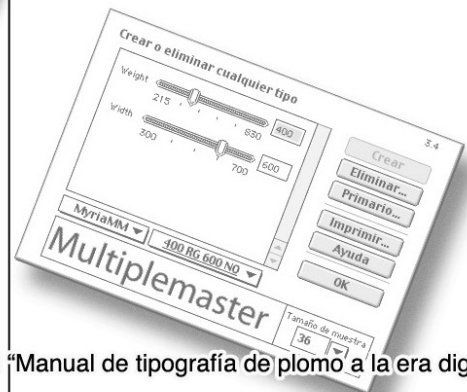 Crear o eliminar cualquier tipo
3.4
Weight
215
830
400
Width
300
700
600
Crear
Eliminar...
Primario...
Imprimir...
Ayuda
OK
MyriaMM
400 RG 600 NO
Multiplemaster
Tamaño de muestra
36
“Manual de tipografía de plomo a la era dig